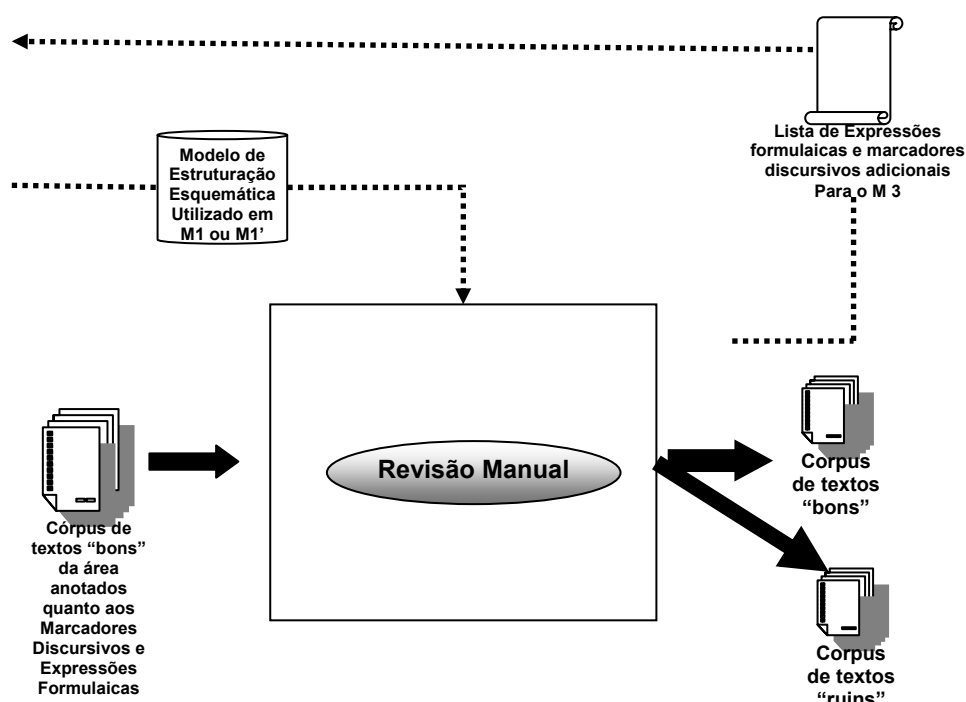 Lista de Expressões
formulaicas e marcadores
discursivos adicionais
Para o M 3
Modelo de
Estruturação
Esquemática
Utilizado em
M1 ou M1’
Revisão Manual
Córpus de
textos “bons”
da área
anotados
quanto aos
Marcadores
Discursivos e
Expressões
Formulaicas
Corpus
de textos
“bons”
Corpus
de textos
“ruins”